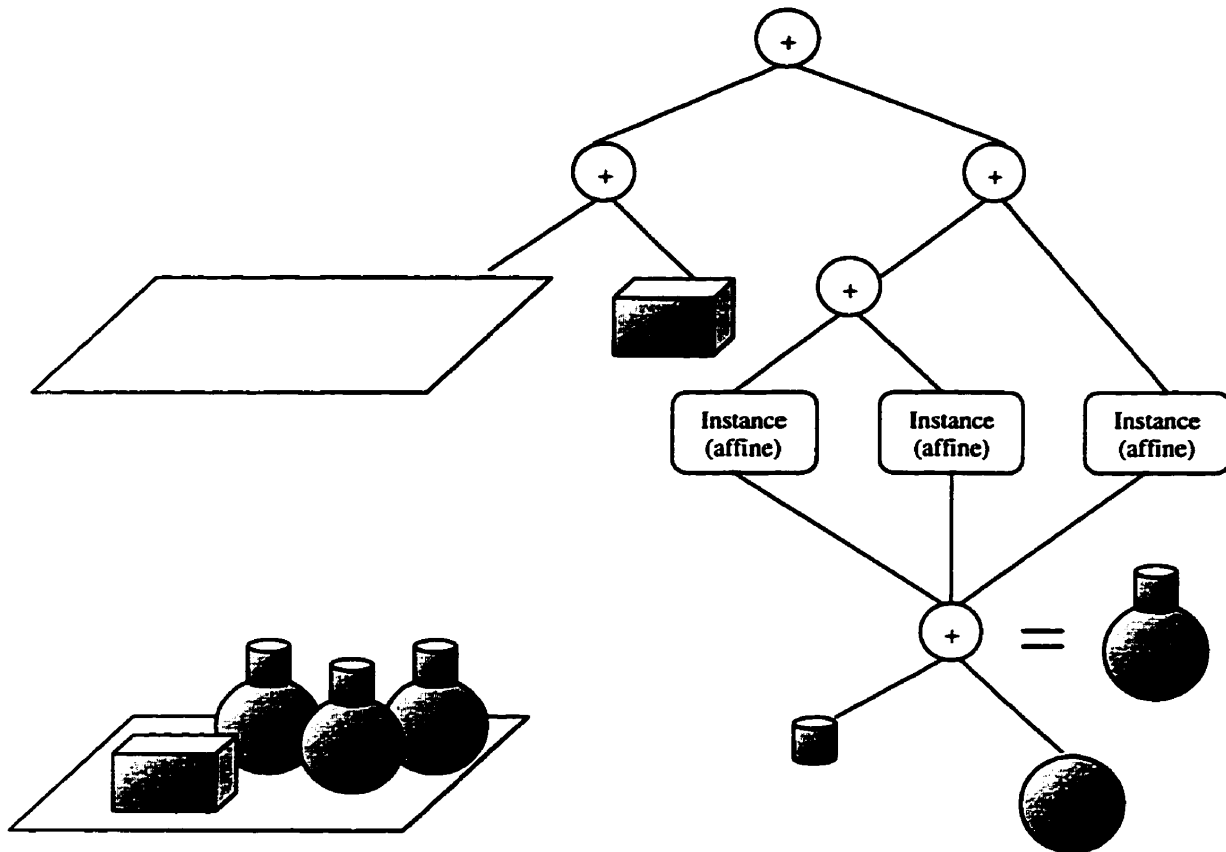 +
+
+
+
Instance
(affine)
Instance
(affine)
Instance
(affine)
+
=